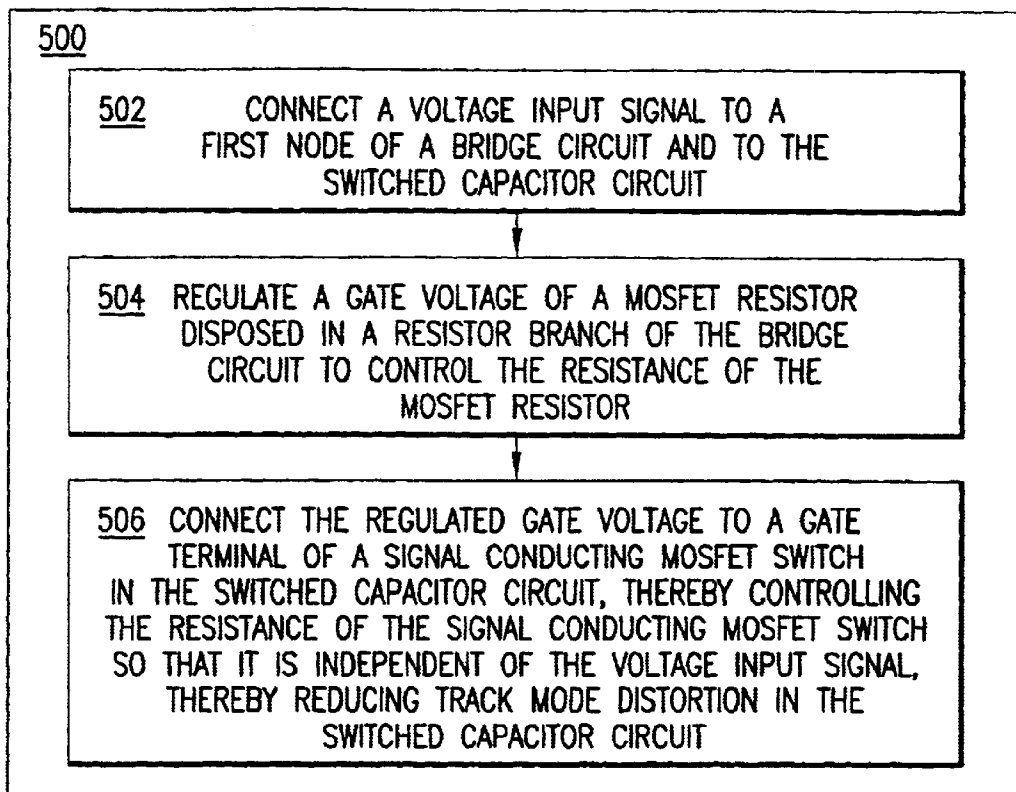 500
502 CONNECT A VOLTAGE INPUT SIGNAL TO A
FIRST NODE OF A BRIDGE CIRCUIT AND TO THE
SWITCHED CAPACITOR CIRCUIT
504 REGULATE A GATE VOLTAGE OF A MOSFET RESISTOR
DISPOSED IN A RESISTOR BRANCH OF THE BRIDGE
CIRCUIT TO CONTROL THE RESISTANCE OF THE
MOSFET RESISTOR
506 CONNECT THE REGULATED GATE VOLTAGE TO A GATE
TERMINAL OF A SIGNAL CONDUCTING MOSFET SWITCH
IN THE SWITCHED CAPACITOR CIRCUIT, THEREBY CONTROLLING
THE RESISTANCE OF THE SIGNAL CONDUCTING MOSFET SWITCH
SO THAT IT IS INDEPENDENT OF THE VOLTAGE INPUT SIGNAL,
THEREBY REDUCING TRACK MODE DISTORTION IN THE
SWITCHED CAPACITOR CIRCUIT